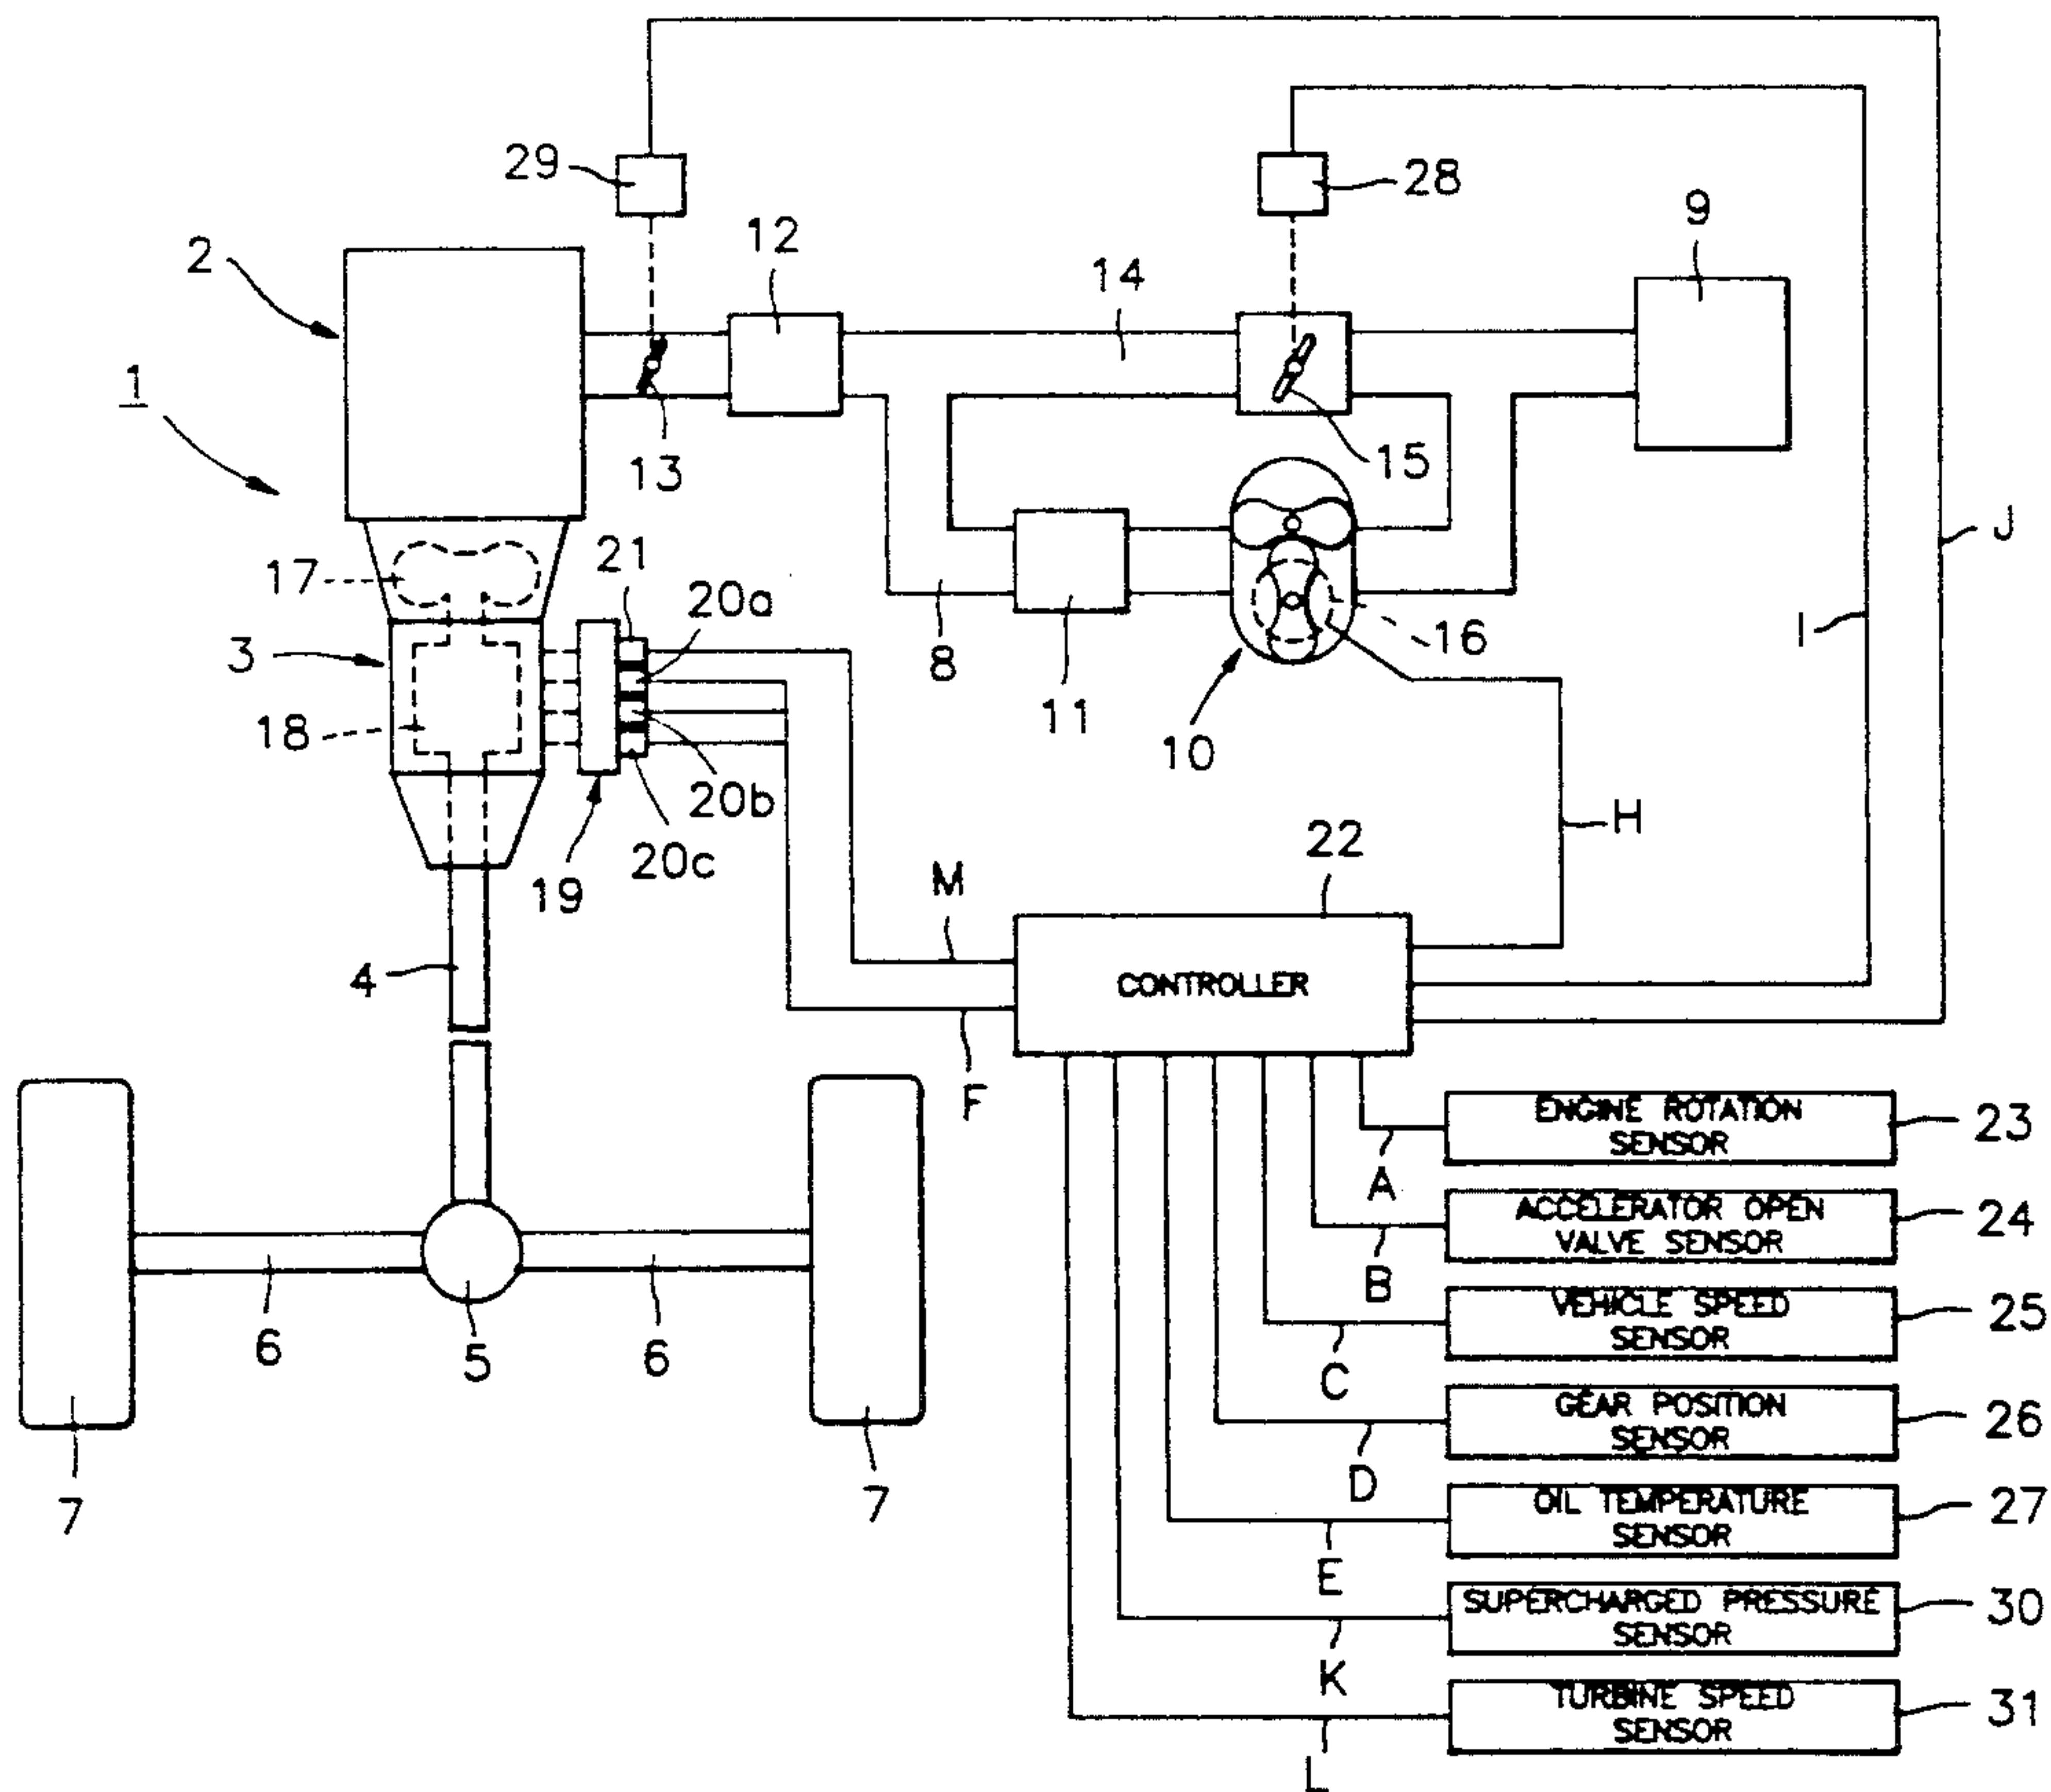 29
28
9
2
12
14
1
13
15
J
17
21
20a
3
8
16
I
18
11
10
20b
H
20c
19
22
M
4
CONTROLLER
F
ENGINE ROTATION
SENSOR
23
A
ACCELERATOR OPEN
VALVE SENSOR
24
B
VEHICLE SPEED
SENSOR
25
6
5
6
C
GEAR POSITION
SENSOR
26
D
7
7
OIL TEMPERATURE
SENSOR
27
E
SUPERCHARGED PRESSURE
SENSOR
30
K
TURBINE SPEED
SENSOR
31
L